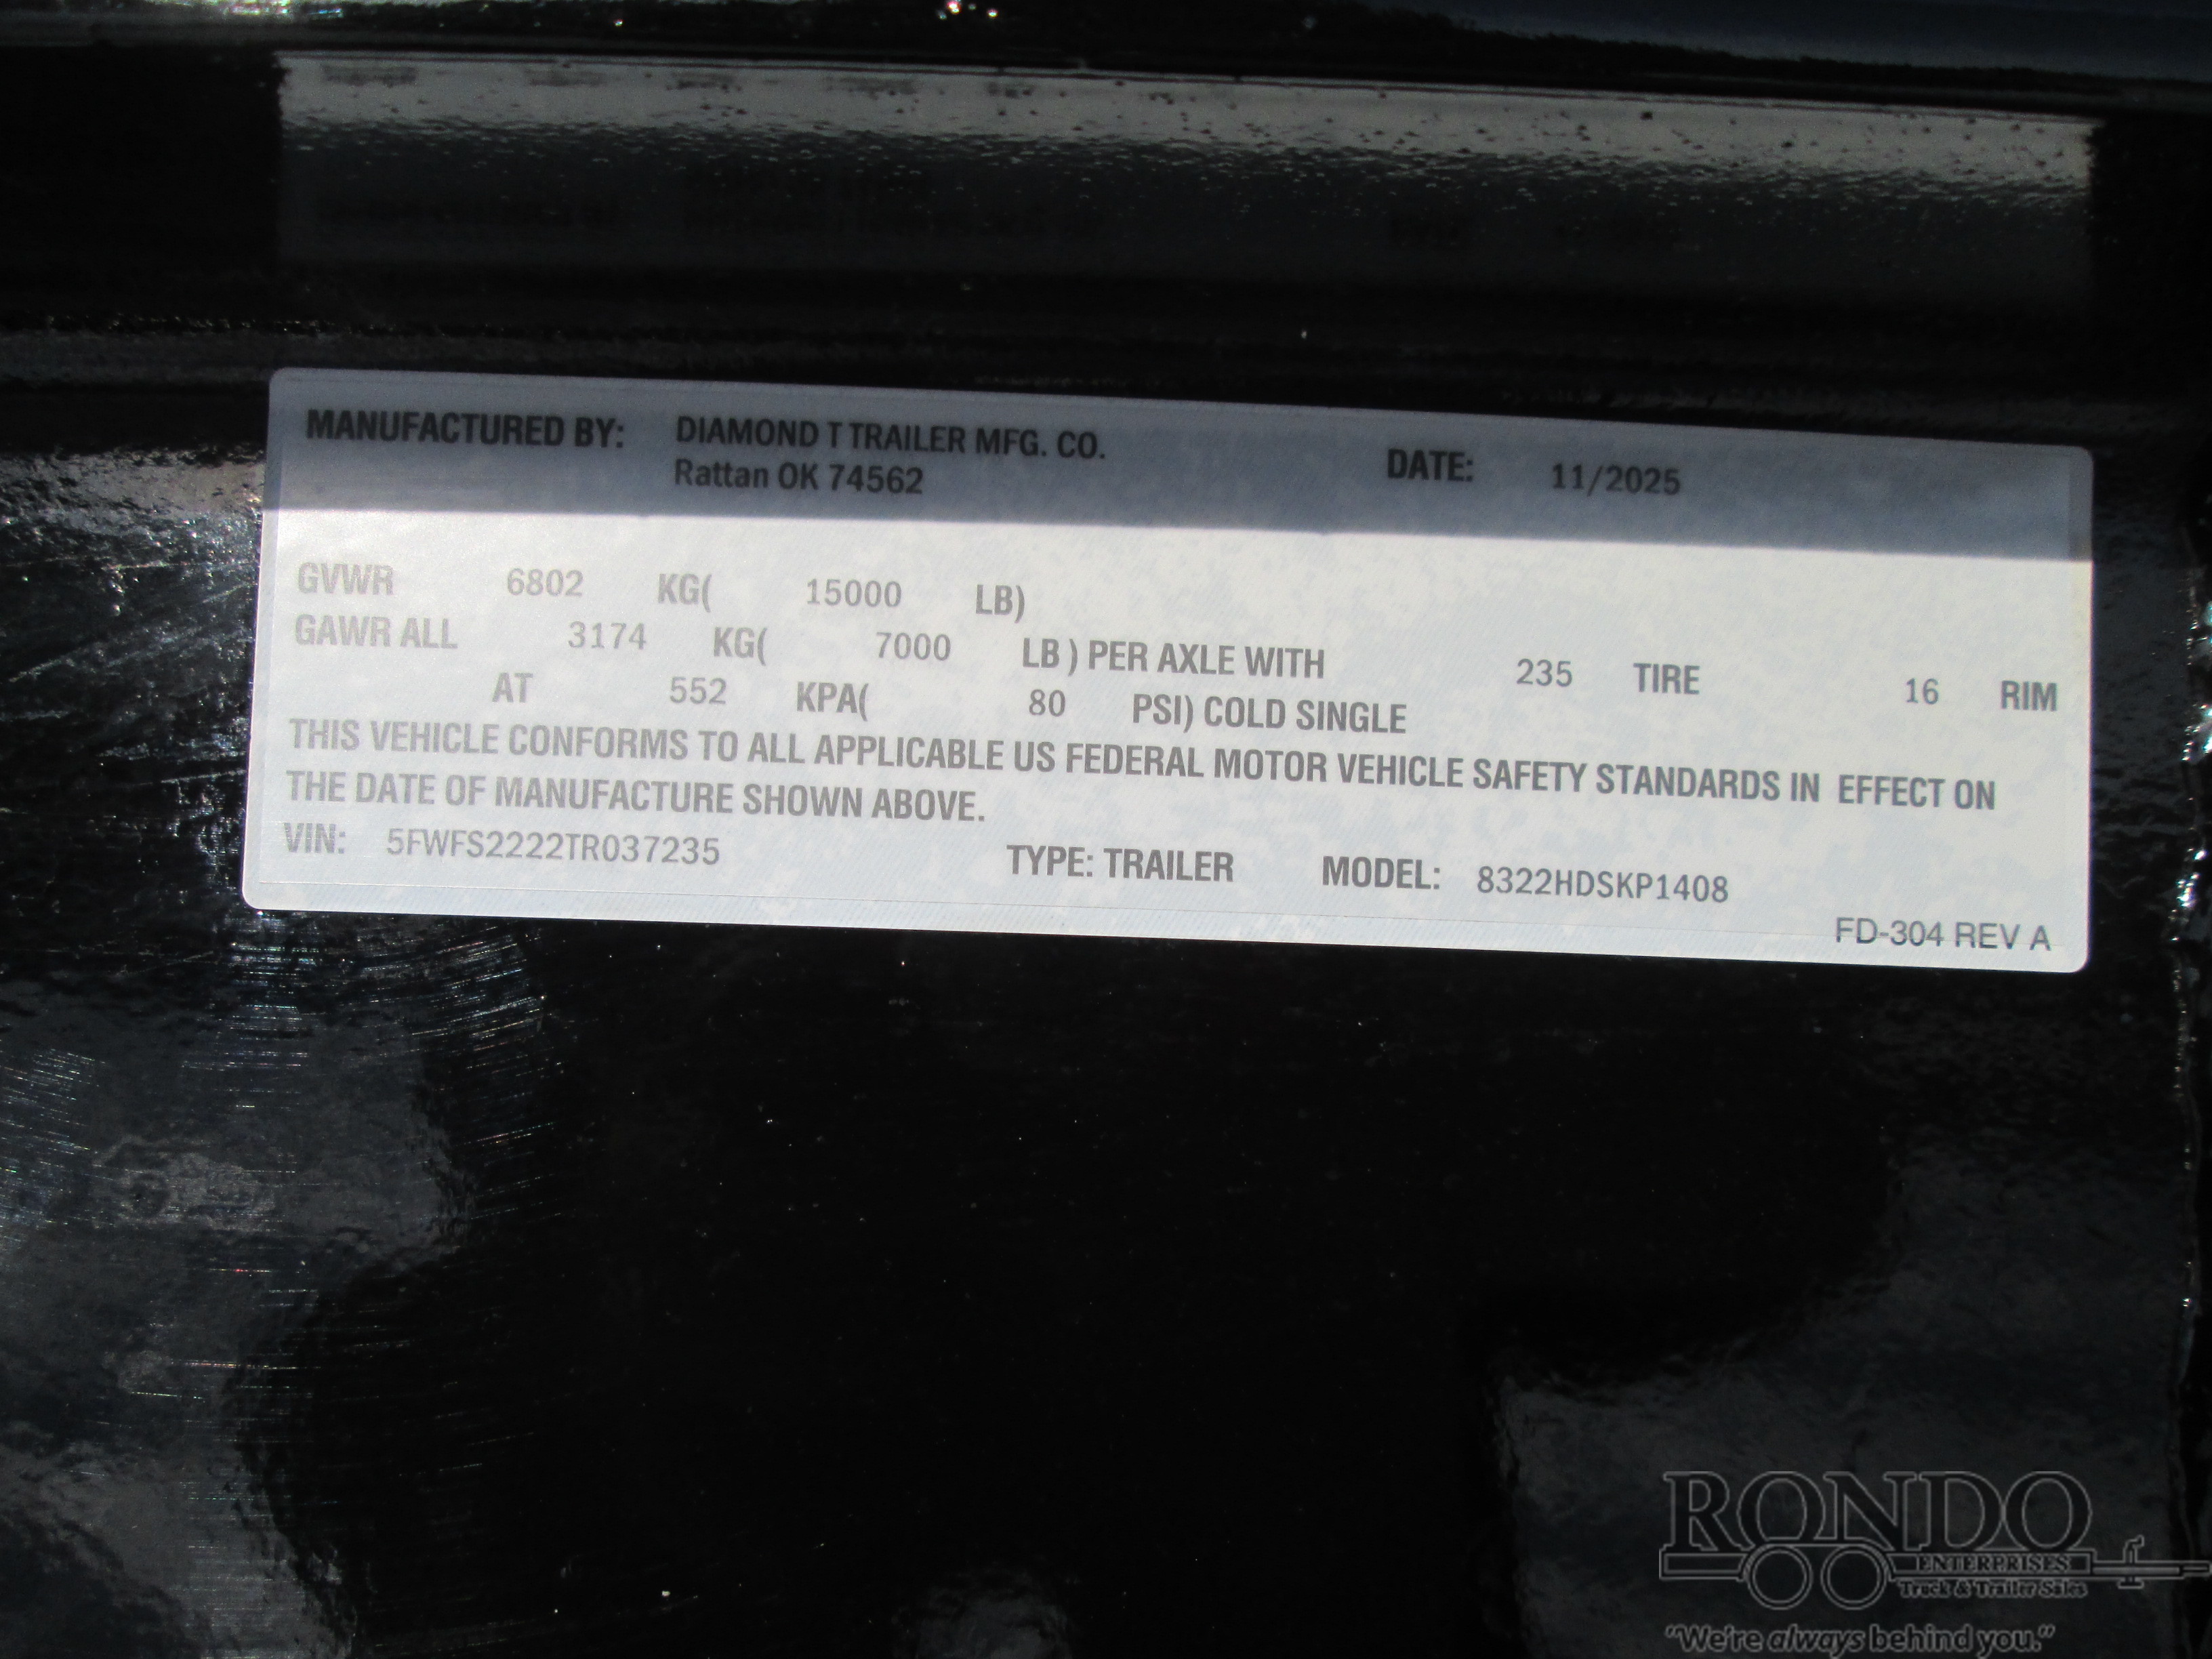 MANUFACTURED BY: DIAMOND T TRAILER MFG. CO. DATE: 11/2025
Rattan OK 74562
GVWR 6802 KG( 15000 LB)
GAWR ALL 3174 KG( 7000 LB ) PER AXLE WITH 235 TIRE 16 RIM
AT 552 KPA( 80 PSI) COLD SINGLE
THIS VEHICLE CONFORMS TO ALL APPLICABLE US FEDERAL MOTOR VEHICLE SAFETY STANDARDS IN EFFECT ON
THE DATE OF MANUFACTURE SHOWN ABOVE.
VIN: 5FWFS2222TR037235 TYPE: TRAILER MODEL: 8322HDSKP1408
FD-304 REV A
RONDO
ENTERPRISES
Truck & Trailer Sales
"We're always behind you."